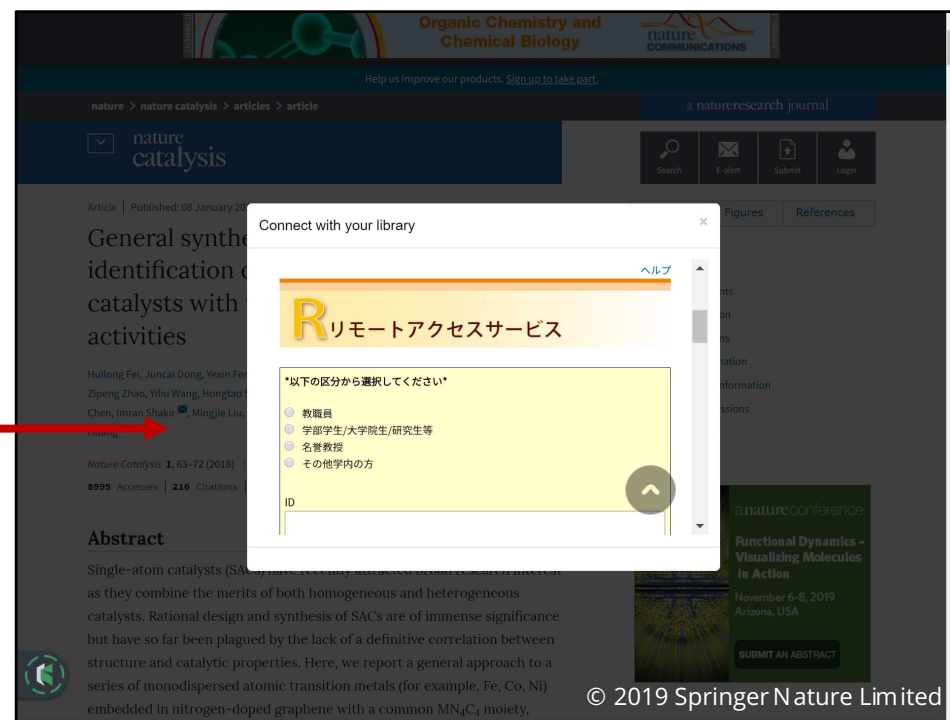 Organic Chemistry and
Chemical Biology
nature
COMMUNICATIONS
Help us improve our products. Sign up to take part.
nature > nature catalysis > articles > article
a natureresearch journal
nature
catalysis
Search
E-alert
Submit
Login
Article | Published: 08 January 20
Figures
References
Connect with your library
×
General synthe
identification o
catalysts with
activities
ヘルプ
Rリモートアクセスサービス
*以下の区分から選択してください*
教職員
学部学生/大学院生/研究生等
名誉教授
その他学内の方
ID
nts
on
ns
mation
nformation
ssions
Huilong Fei, Juncai Dong, Yexin Fen
Zipeng Zhao, Yiliu Wang, Hongtao S
Chen, Imran Shakir, Mingjie Liu,
Huang
Nature Catalysis 1, 63–72 (2018) |
8995 Accesses | 216 Citations |
Abstract
Single-atom catalysts (SACs) have recently attracted broad research interest
as they combine the merits of both homogeneous and heterogeneous
catalysts. Rational design and synthesis of SACs are of immense significance
but have so far been plagued by the lack of a definitive correlation between
structure and catalytic properties. Here, we report a general approach to a
series of monodispersed atomic transition metals (for example, Fe, Co, Ni)
embedded in nitrogen-doped graphene with a common MN₄C₄ moiety,
a natureconference
Functional Dynamics –
Visualizing Molecules
in Action
November 6-8, 2019
Arizona, USA
SUBMIT AN ABSTRACT
© 2019 Springer Nature Limited